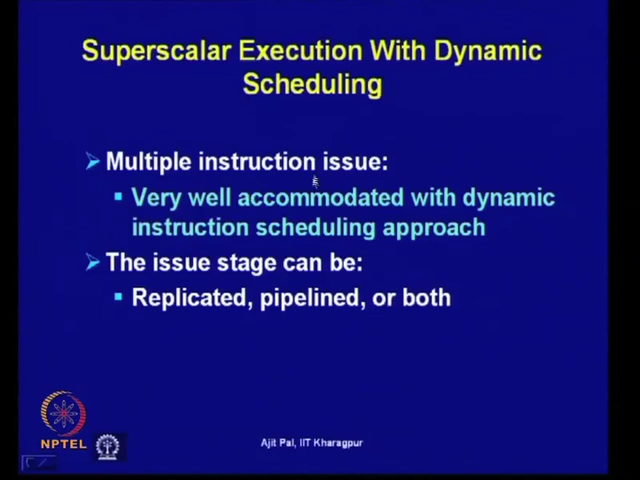 Superscalar Execution With Dynamic
Scheduling
Multiple instruction issue:
Very well accommodated with dynamic
instruction scheduling approach
The issue stage can be:
Replicated, pipelined, or both
NPTEL
Ajit Pal, IIT Kharagpur